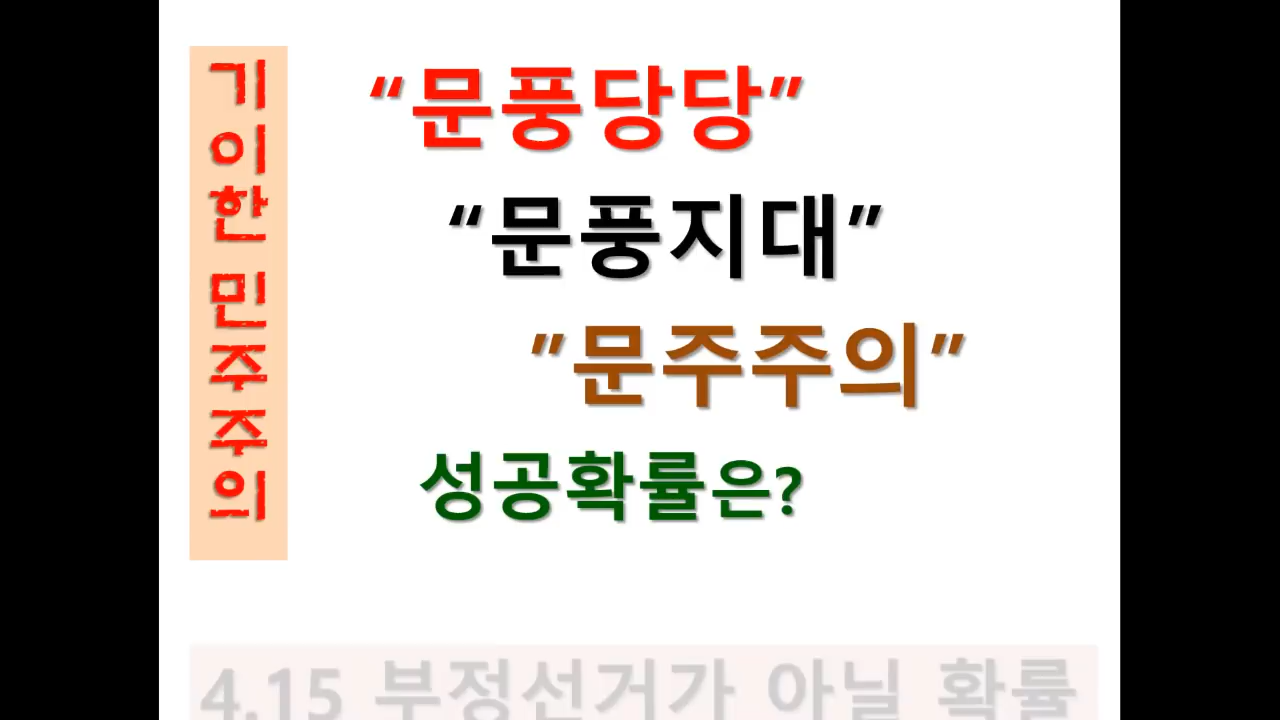 기이한 민주주의
“문풍당당”
“문풍지대”
”문주주의”
성공확률은?
4.15 부정선거가 아닐 확률